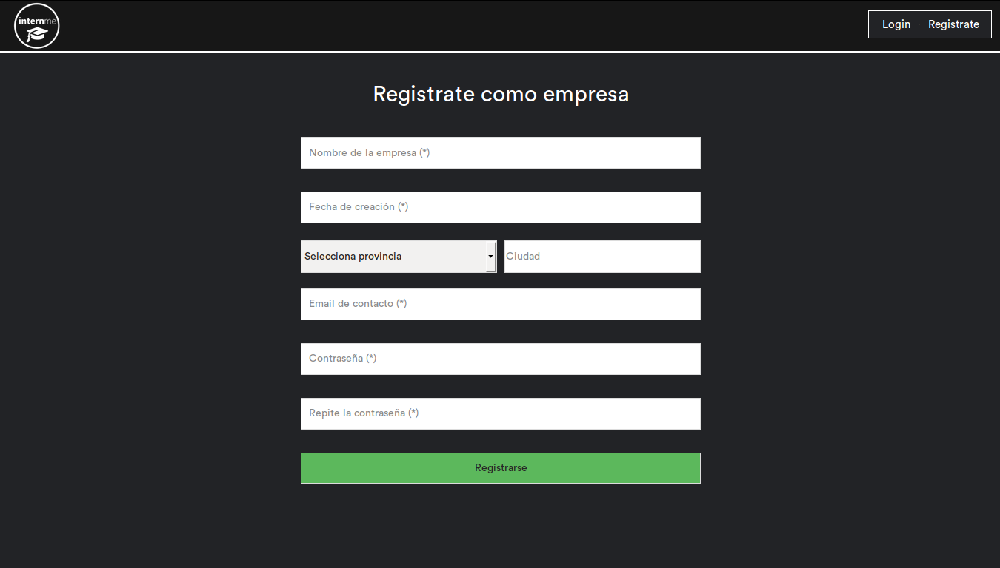 internme
Login · Registrate
Registrate como empresa
Nombre de la empresa (*)
Fecha de creación (*)
Selecciona provincia
Ciudad
Email de contacto (*)
Contraseña (*)
Repite la contraseña (*)
Registrarse